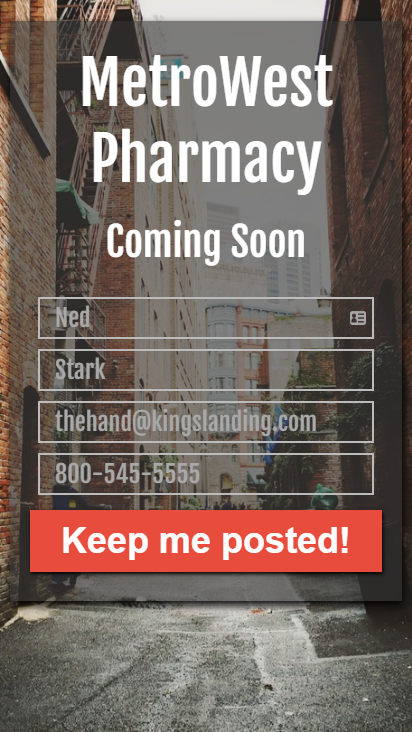 MetroWest
Pharmacy
Coming Soon
Ned
Stark
thehand@kingslanding.com
800-545-5555
Keep me posted!